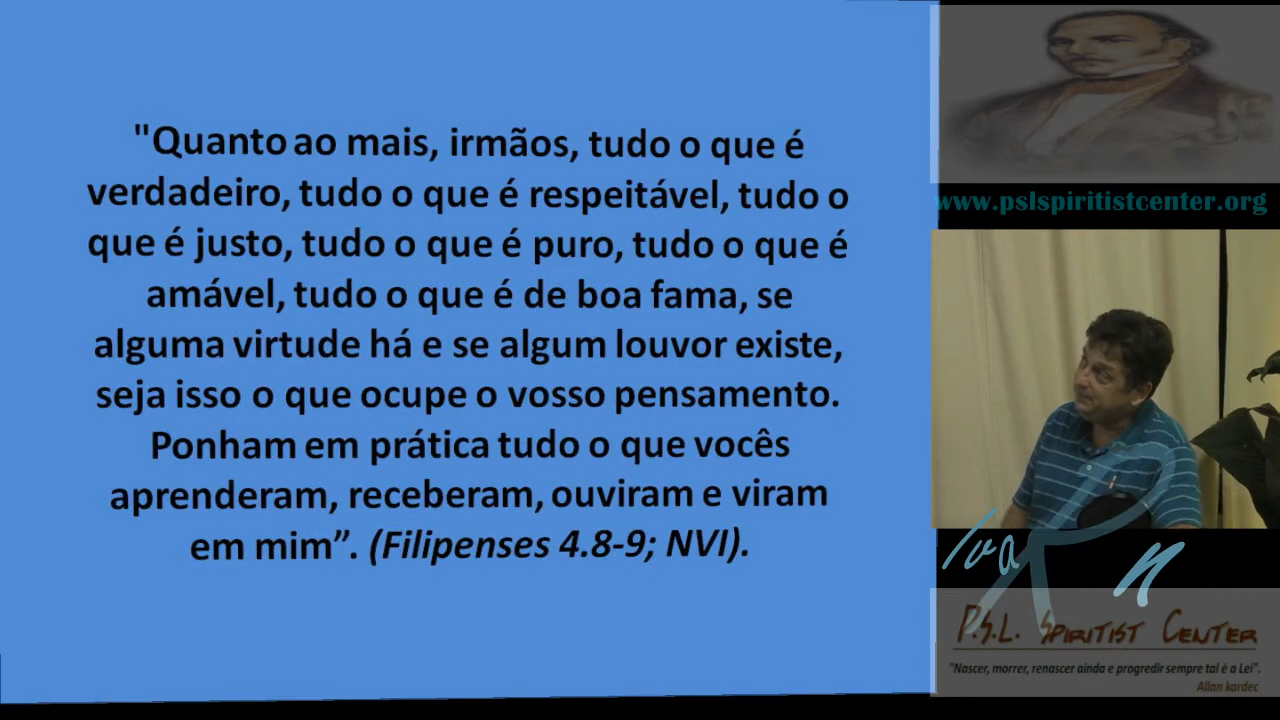 "Quanto ao mais, irmãos, tudo o que é
verdadeiro, tudo o que é respeitável, tudo o
que é justo, tudo o que é puro, tudo o que é
amável, tudo o que é de boa fama, se
alguma virtude há e se algum louvor existe,
seja isso o que ocupe o vosso pensamento.
Ponham em prática tudo o que vocês
aprenderam, receberam, ouviram e viram
em mim”. (Filipenses 4.8-9; NVI).
www.pslspiritistcenter.org
P.S.L. Spiritist Center
"Nascer, morrer, renascer ainda e progredir sempre tal é a Lei".
Allan kardec